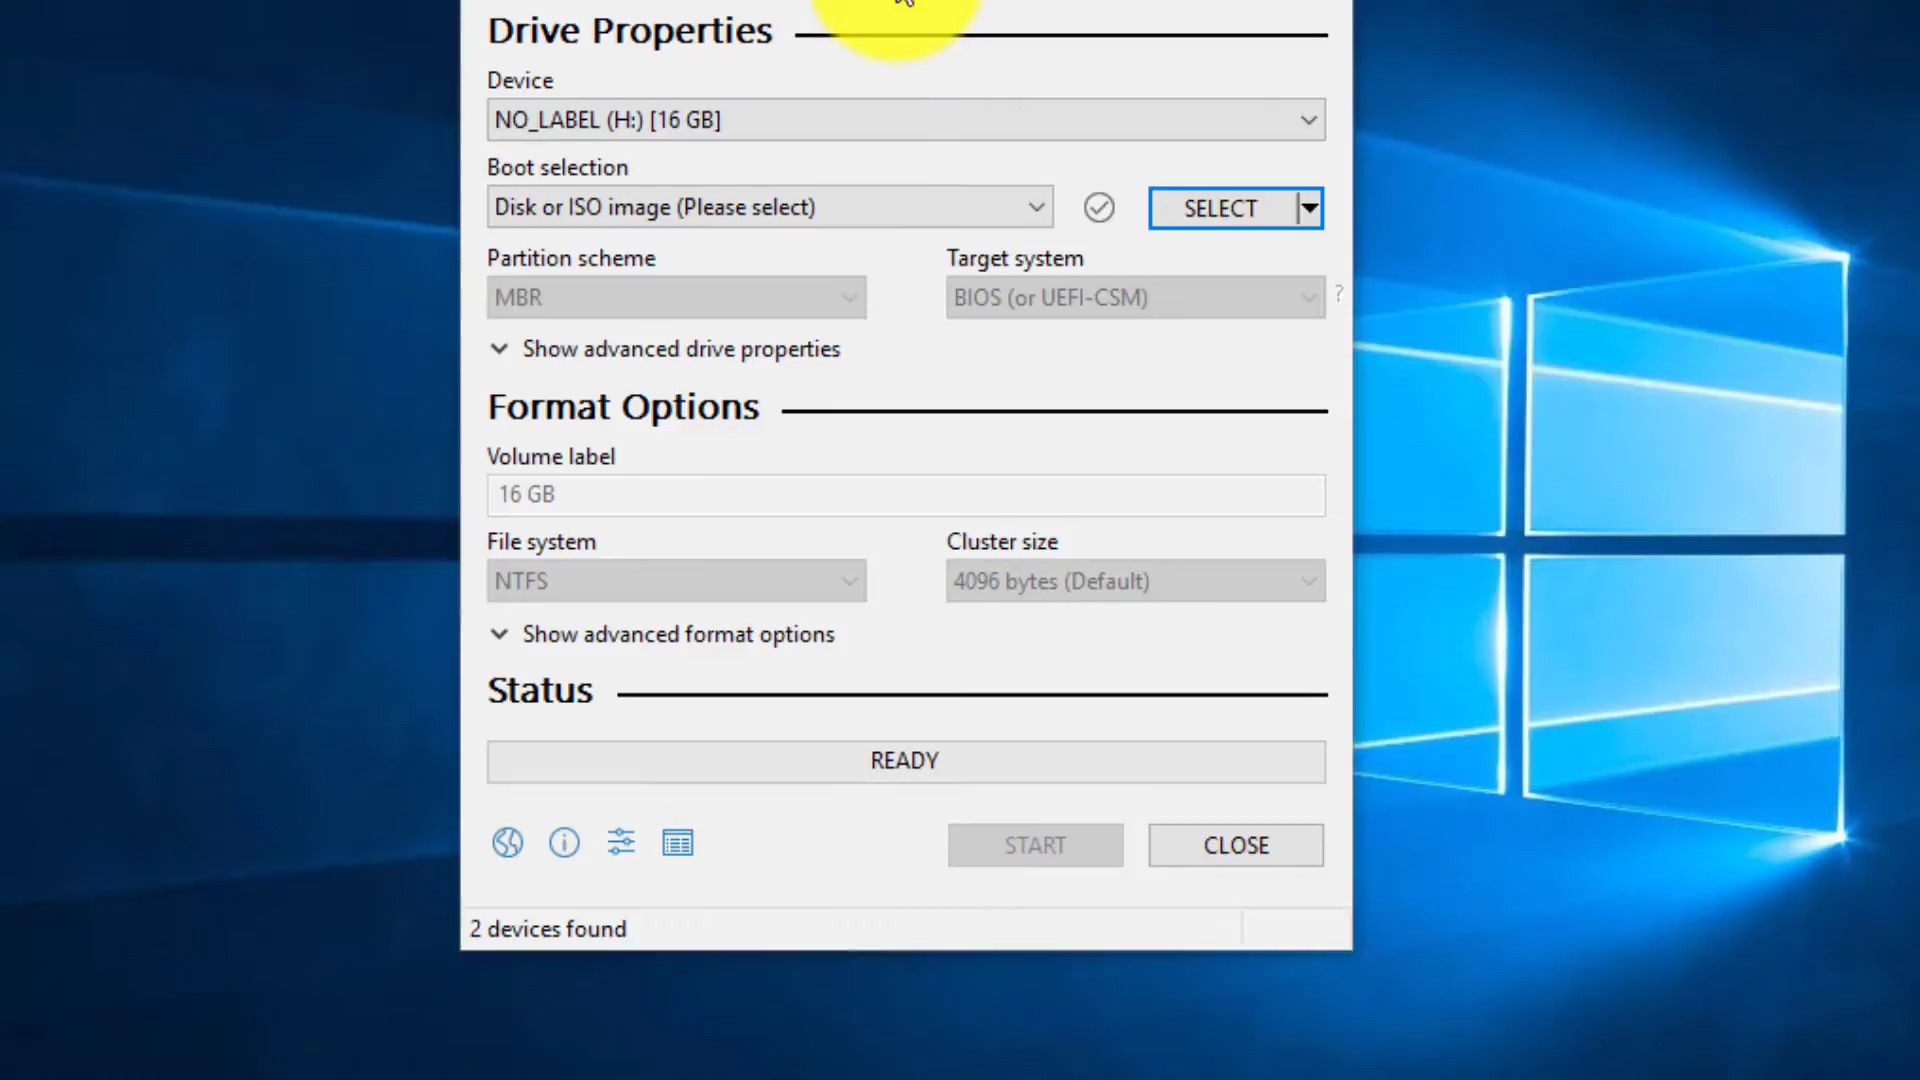 Drive Properties
Device
NO_LABEL (H:) [16 GB]
Boot selection
Disk or ISO image (Please select)
SELECT
Partition scheme
Target system
MBR
BIOS (or UEFI-CSM)
?
Show advanced drive properties
Format Options
Volume label
16 GB
File system
Cluster size
NTFS
4096 bytes (Default)
Show advanced format options
Status
READY
START
CLOSE
2 devices found